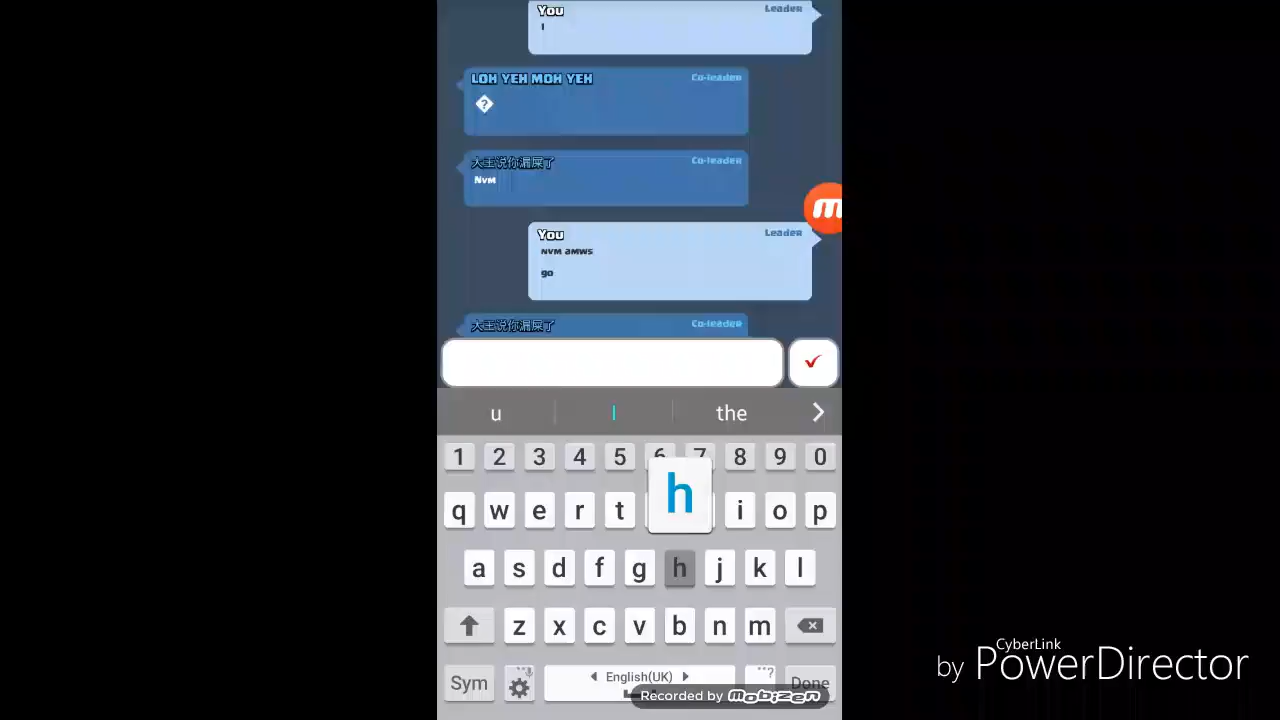 You Leader
I
LOH YEH MOH YEH Co-leader
?
大王说你漏屎了 Co-leader
Nvm
You Leader
Nvm amws
go
大王说你漏屎了 Co-leader
u I the
1 2 3 4 5 6 7 8 9 0
h
q w e r t i o p
a s d f g h j k l
z x c v b n m
Sym English(UK) Done
Recorded by mobizen
CyberLink
by PowerDirector